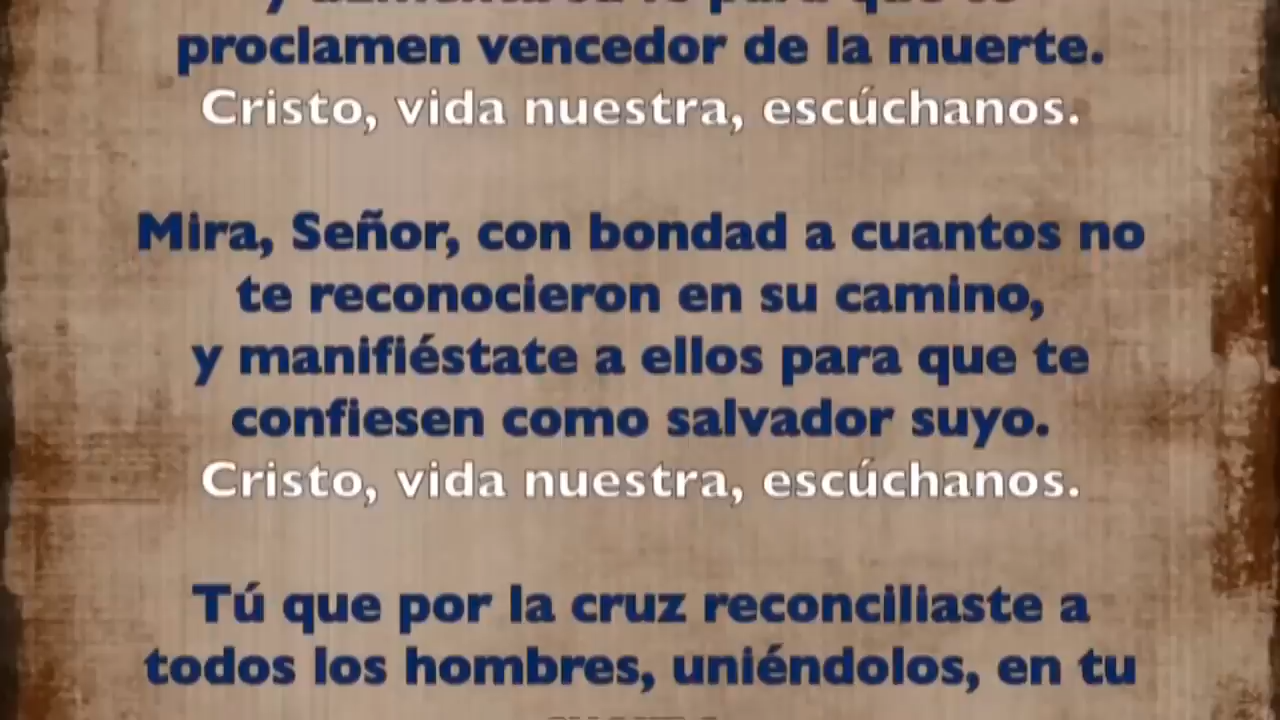 proclamen vencedor de la muerte.
Cristo, vida nuestra, escúchanos.
Mira, Señor, con bondad a cuantos no
te reconocieron en su camino,
y manifiéstate a ellos para que te
confiesen como salvador suyo.
Cristo, vida nuestra, escúchanos.
Tú que por la cruz reconciliaste a
todos los hombres, uniéndolos, en tu